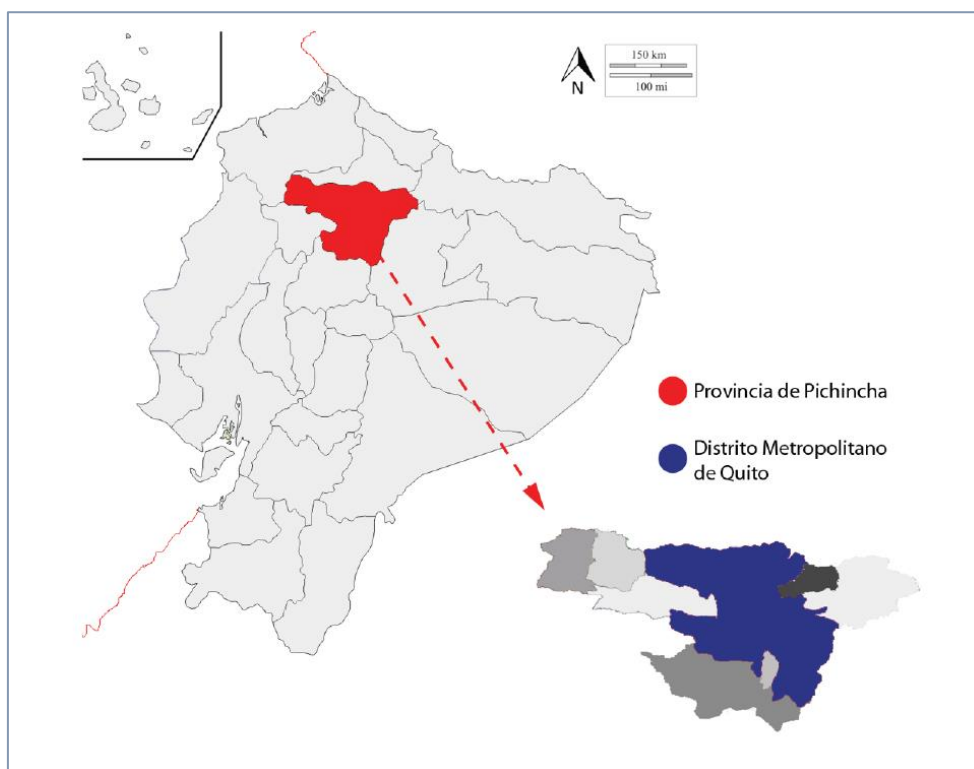 150 km
100 mi
N
Provincia de Pichincha
Distrito Metropolitano
de Quito